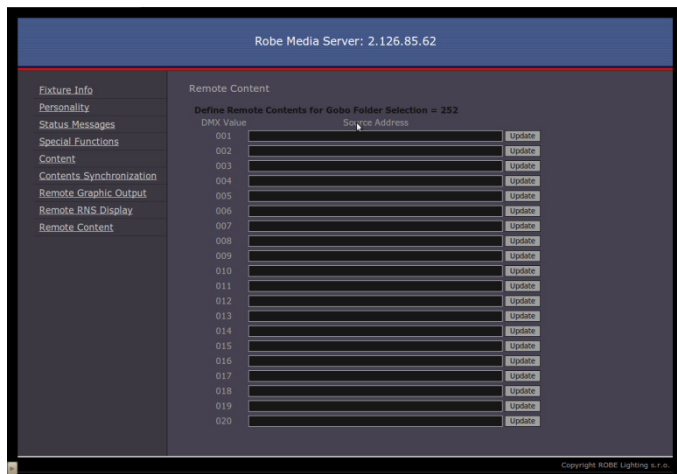 Robe Media Server: 2.126.85.62
Fixture Info
Personality
Status Messages
Special Functions
Content
Contents Synchronization
Remote Graphic Output
Remote RNS Display
Remote Content
Remote Content
Define Remote Contents for Gobo Folder Selection = 252
DMX Value Source Address
001 Update
002 Update
003 Update
004 Update
005 Update
006 Update
007 Update
008 Update
009 Update
010 Update
011 Update
012 Update
013 Update
014 Update
015 Update
016 Update
017 Update
018 Update
019 Update
020 Update
Copyright ROBE Lighting s.r.o.